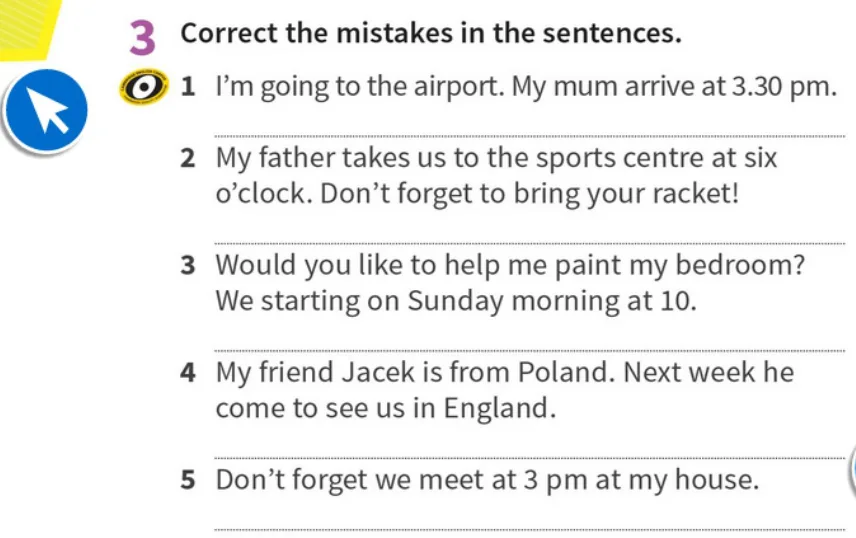 3 Correct the mistakes in the sentences.
1 I'm going to the airport. My mum arrive at 3.30 pm.
2 My father takes us to the sports centre at six
o'clock. Don't forget to bring your racket!
3 Would you like to help me paint my bedroom?
We starting on Sunday morning at 10.
4 My friend Jacek is from Poland. Next week he
come to see us in England.
5 Don't forget we meet at 3 pm at my house.